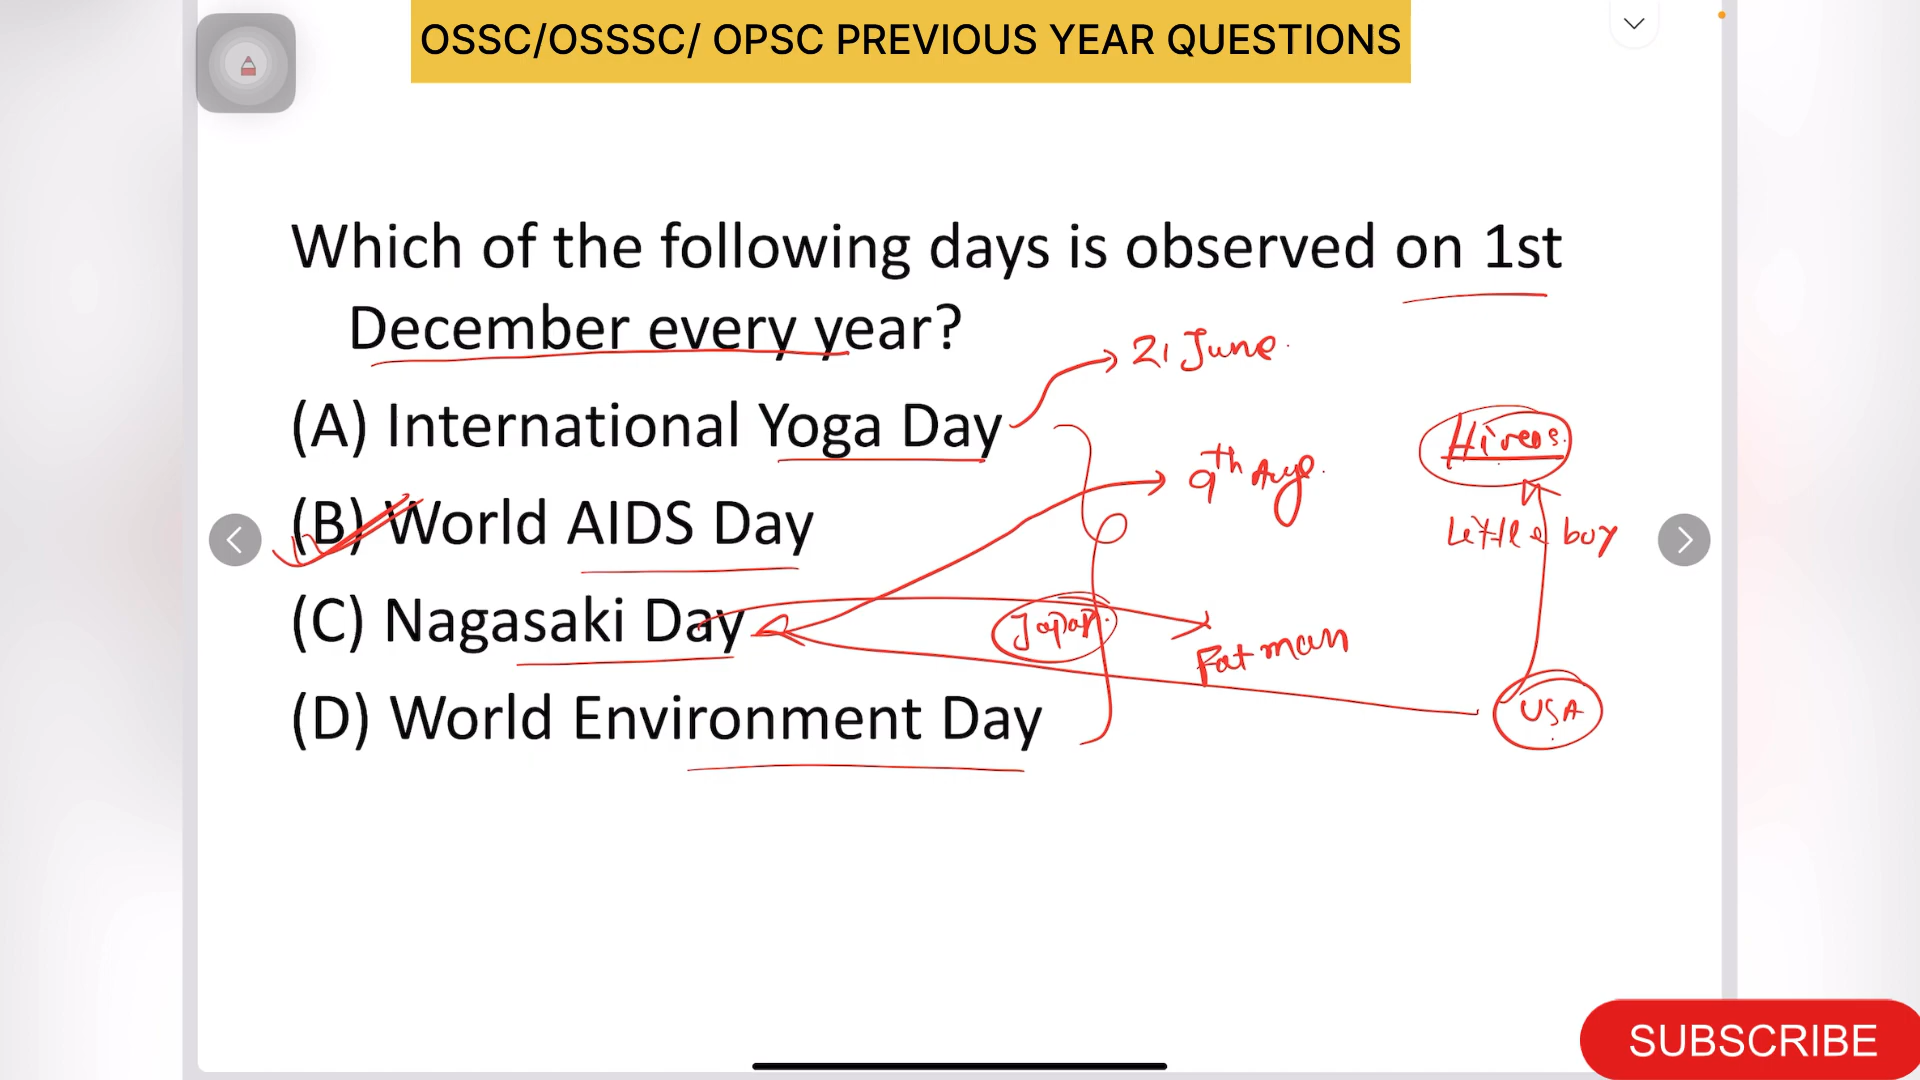 OSSC/OSSSC/ OPSC PREVIOUS YEAR QUESTIONS
Which of the following days is observed on 1st
December every year?
21 June.
(A) International Yoga Day
9th Aug.
(B) World AIDS Day
Little boy
(C) Nagasaki Day
Japan
Fat man
(D) World Environment Day
USA
SUBSCRIBE